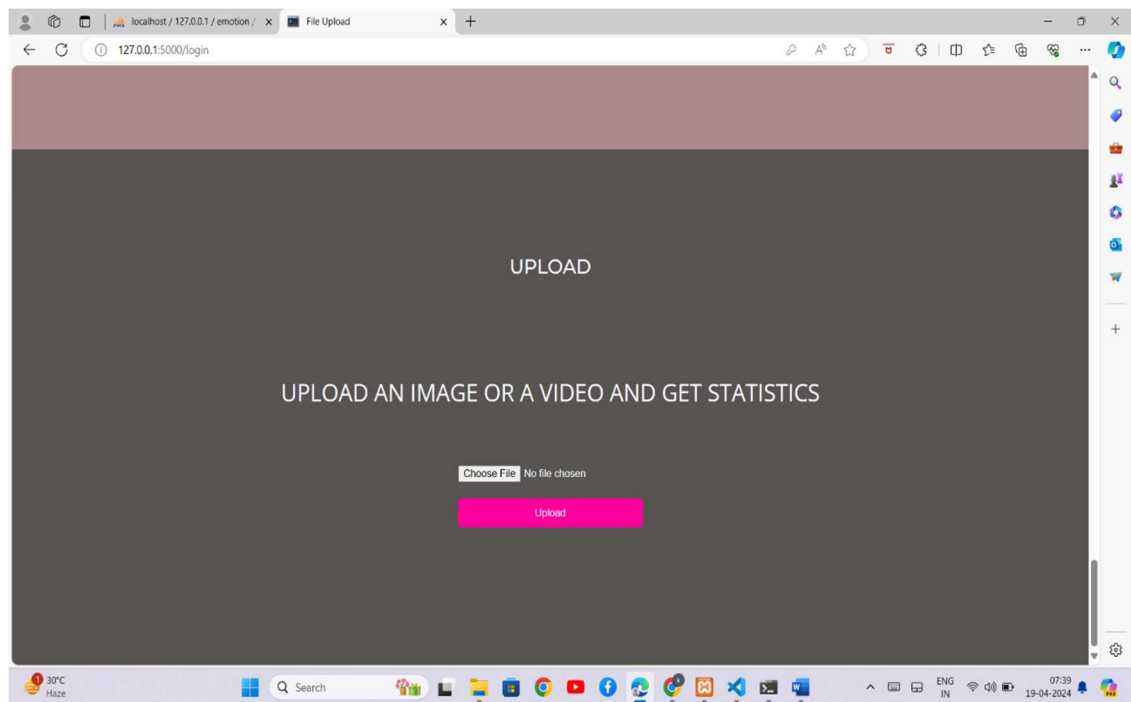 localhost / 127.0.0.1 / emotion /
File Upload
127.0.0.1:5000/login
UPLOAD
UPLOAD AN IMAGE OR A VIDEO AND GET STATISTICS
Choose File No file chosen
Upload
1
30°C
Haze
Search
ENG
IN
07:39
19-04-2024